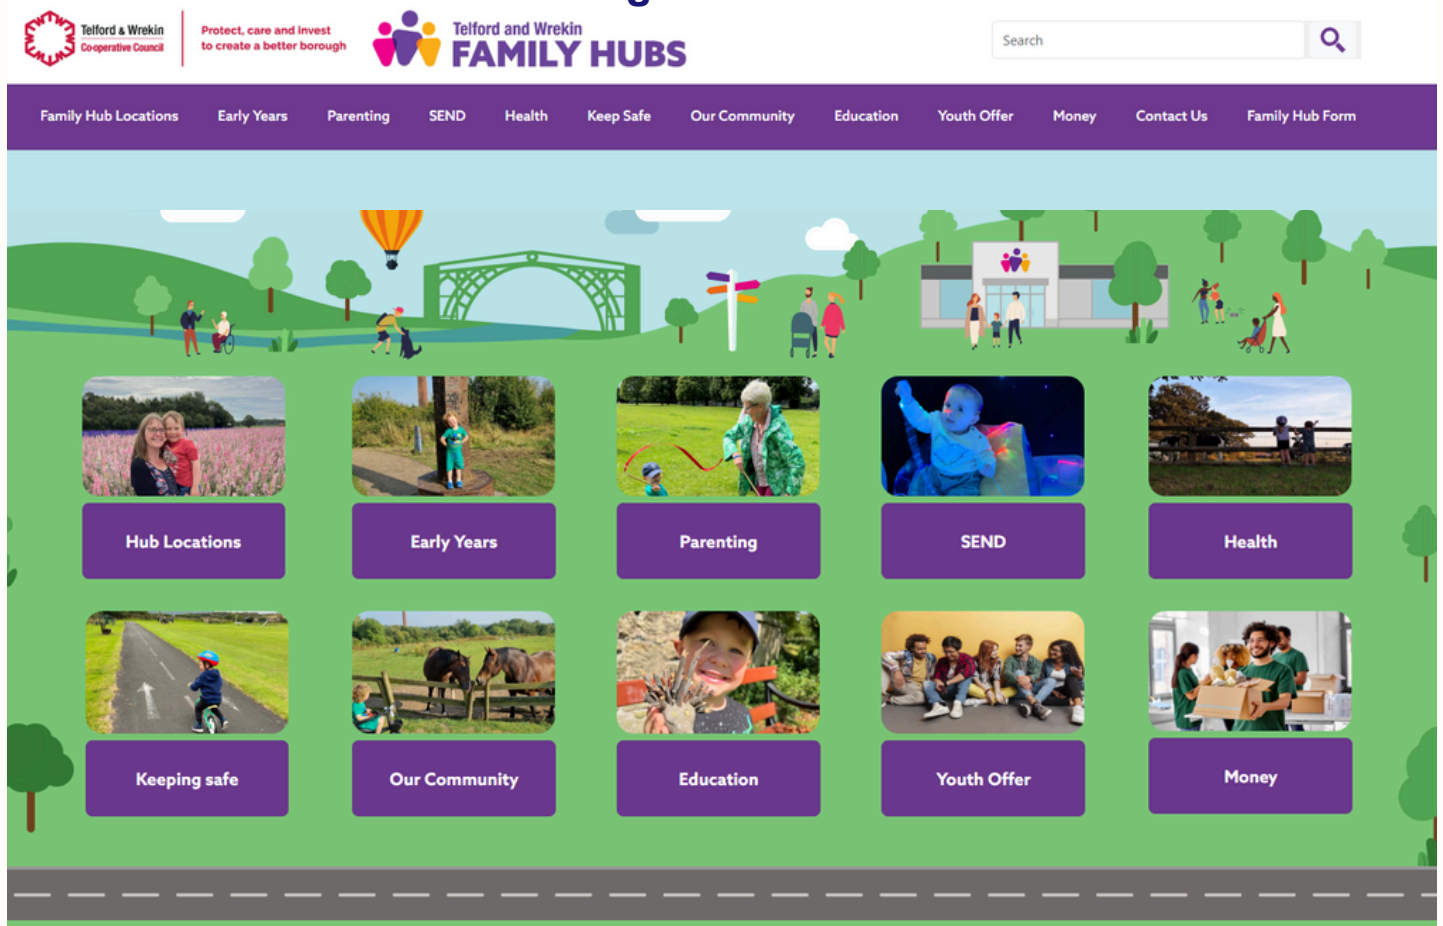 g
Telford & Wrekin
Co-operative Council
Protect, care and invest
to create a better borough
Telford and Wrekin
FAMILY HUBS
Search
Family Hub Locations Early Years Parenting SEND Health Keep Safe Our Community Education Youth Offer Money Contact Us Family Hub Form
Hub Locations Early Years Parenting SEND Health
Keeping safe Our Community Education Youth Offer Money